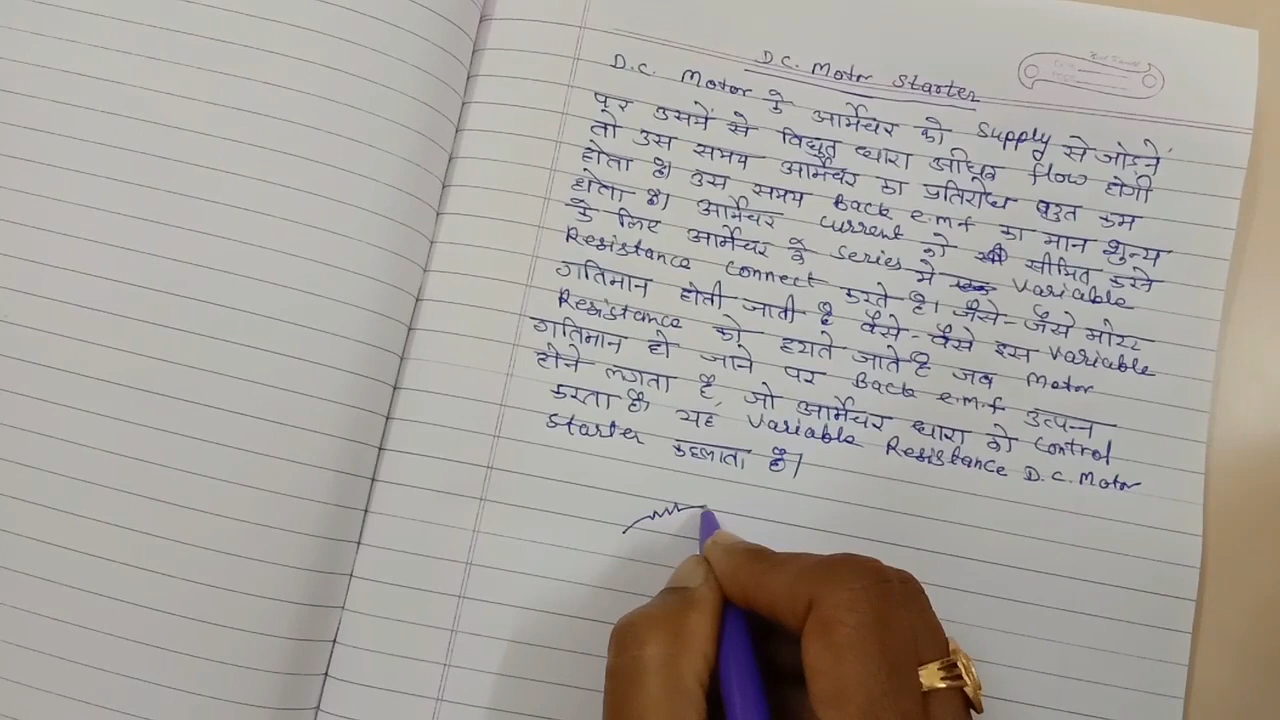 D.C. Motor Starter
D.C. Motor के आर्मेचर को Supply से जोडने
पर उसमें से विद्युत धारा अधिक flow होगी
तो उस समय आर्मेचर का प्रतिरोध बहुत कम
होता है। उस समय Back e.m.f का मान शुन्य
होता है। आर्मेचर current को सीमित करने
के लिए आर्मेचर के Series में Variable
Resistance connect करते है। जैसे-जैसे मोटर
गतिमान होती जाती है वैसे-वैसे इस Variable
Resistance को हटाते जाते है जब Motor
गतिमान हो जाने पर Back e.m.f उत्पन
होने लगता है, जो आर्मेचर धारा को Control
करता है, यह Variable Resistance D.C. Motor
Starter कहलाता है।